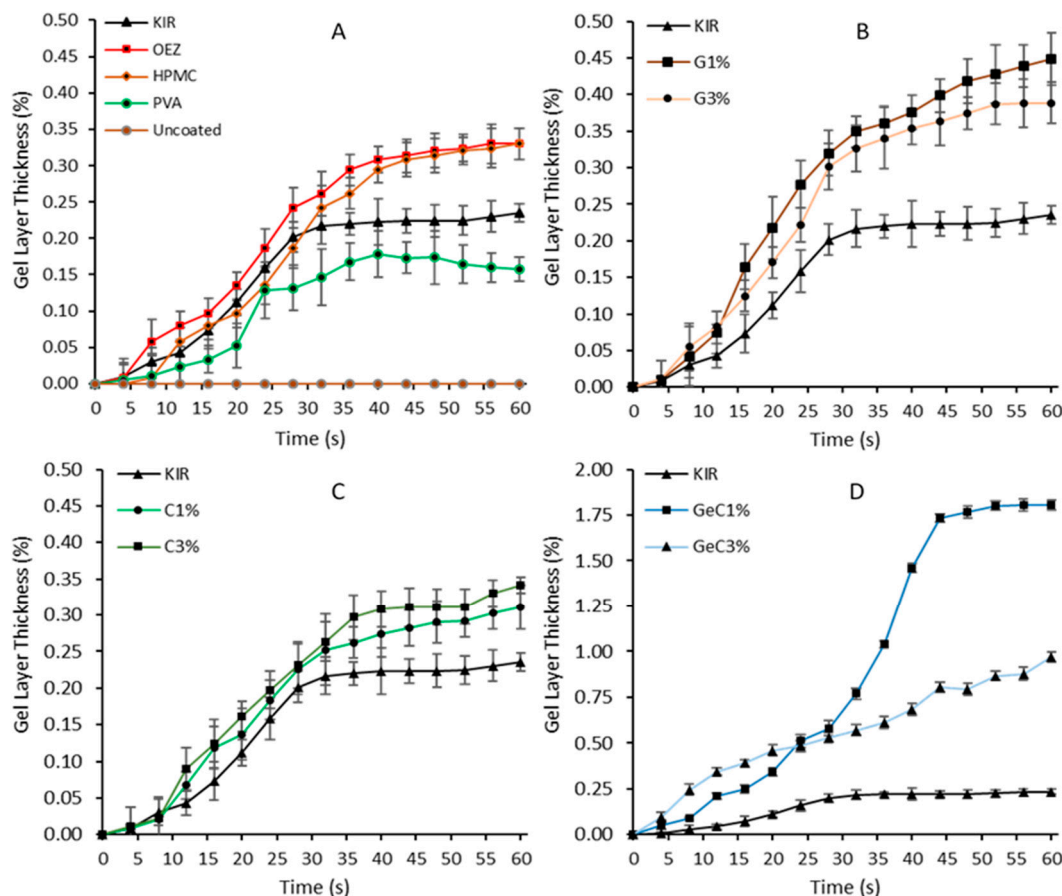 A
KIR
OEZ
HPMC
PVA
Uncoated
Gel Layer Thickness (%)
0.50
0.45
0.40
0.35
0.30
0.25
0.20
0.15
0.10
0.05
0.00
0 5 10 15 20 25 30 35 40 45 50 55 60
Time (s)
B
KIR
G1%
G3%
Gel Layer Thickness (%)
0.50
0.45
0.40
0.35
0.30
0.25
0.20
0.15
0.10
0.05
0.00
0 5 10 15 20 25 30 35 40 45 50 55 60
Time (s)
C
KIR
C1%
C3%
Gel Layer Thickness (%)
0.50
0.45
0.40
0.35
0.30
0.25
0.20
0.15
0.10
0.05
0.00
0 5 10 15 20 25 30 35 40 45 50 55 60
Time (s)
D
KIR
GeC1%
GeC3%
Gel Layer Thickness (%)
2.00
1.75
1.50
1.25
1.00
0.75
0.50
0.25
0.00
0 5 10 15 20 25 30 35 40 45 50 55 60
Time (s)